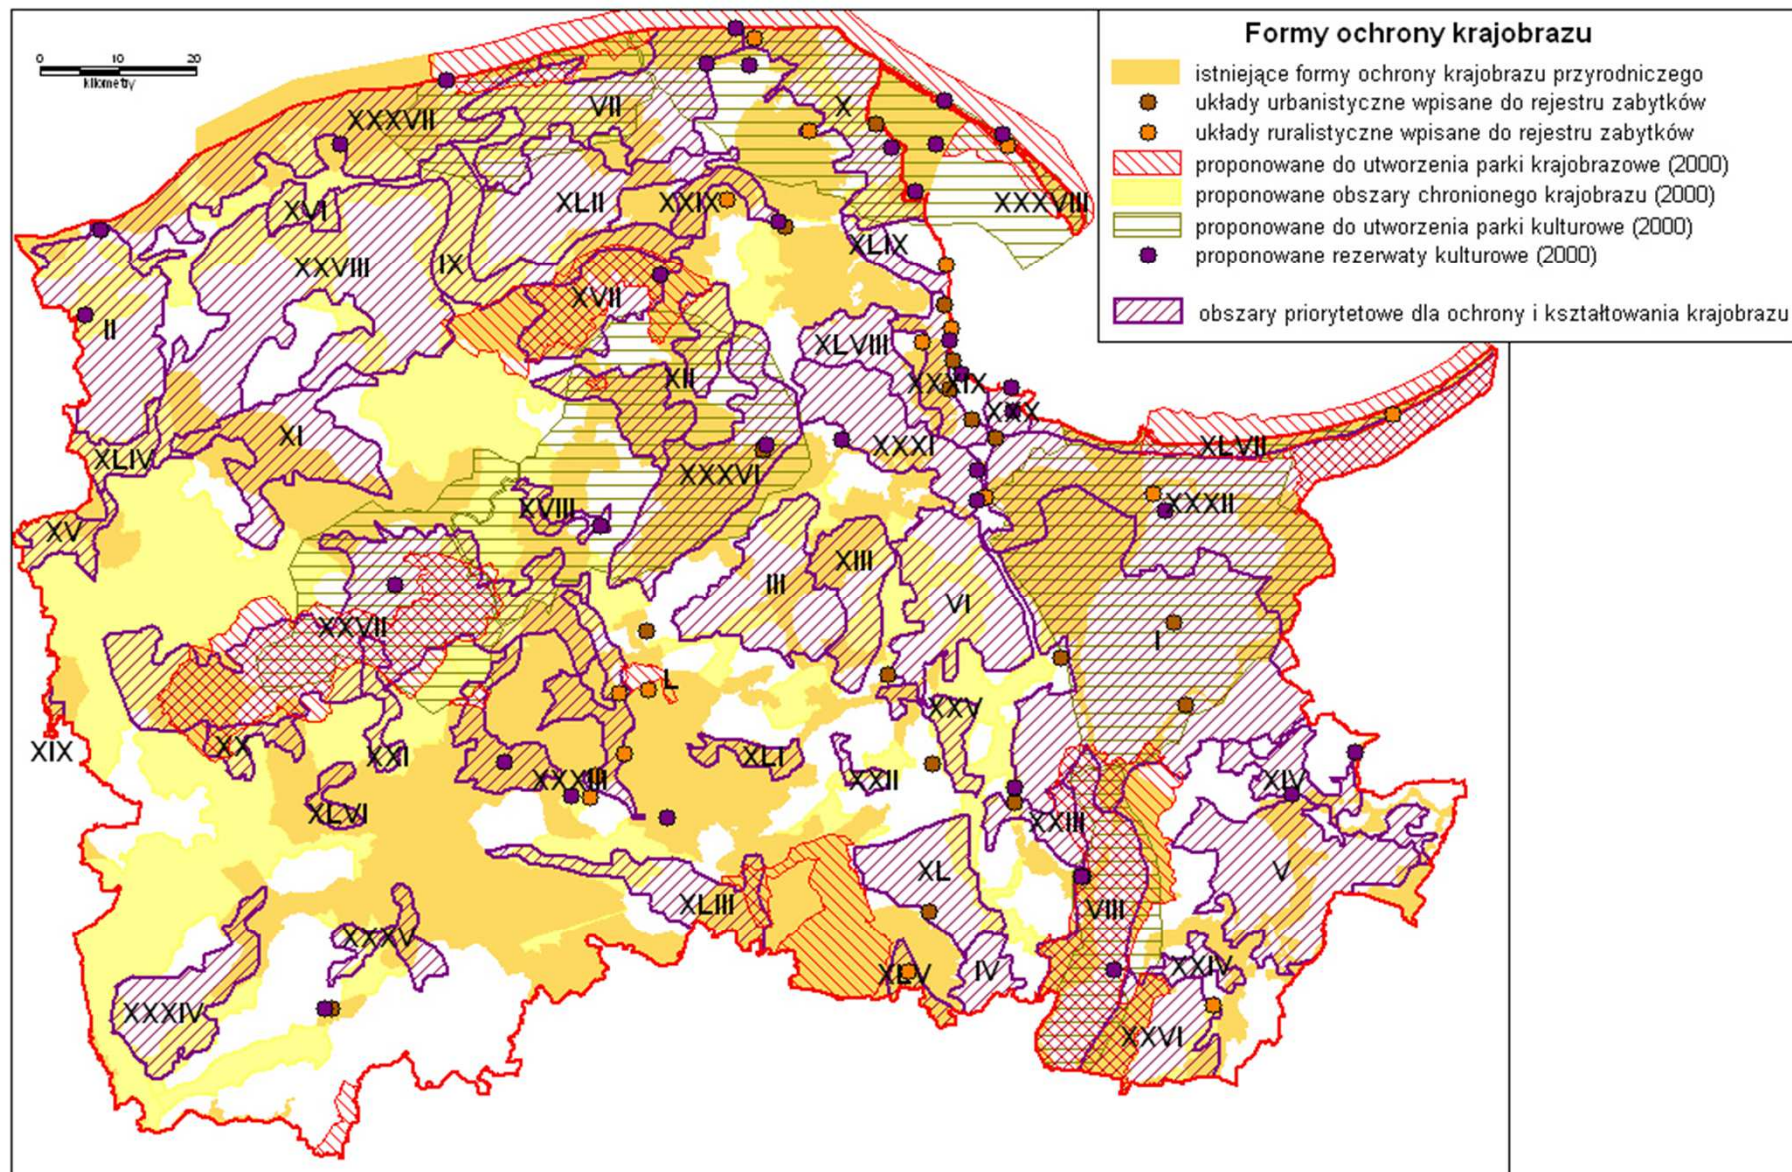 Formy ochrony krajobrazu
istniejące formy ochrony krajobrazu przyrodniczego
układy urbanistyczne wpisane do rejestru zabytków
układy ruralistyczne wpisane do rejestru zabytków
proponowane do utworzenia parki krajobrazowe (2000)
proponowane obszary chronionego krajobrazu (2000)
proponowane do utworzenia parki kulturowe (2000)
proponowane rezerwaty kulturowe (2000)
obszary priorytetowe dla ochrony i kształtowania krajobrazu
0 10 20
kilometry
VII
X
XXXVII
XVI
XLII
XXIX
XXXVIII
XLIX
XXVIII
IX
XVII
II
XLVIII
XII
XXXIX
XXX
XI
XXXI
XLVII
XLIV
XXXVI
XXXII
XVIII
XV
XIII
III
VI
XXVII
I
L
XXV
XIX
XX
XXI
XLI
XXXIII
XXII
XIV
XLVI
XXIII
XL
V
XLIII
VIII
XXXV
XLV
IV
XXIV
XXXIV
XXVI